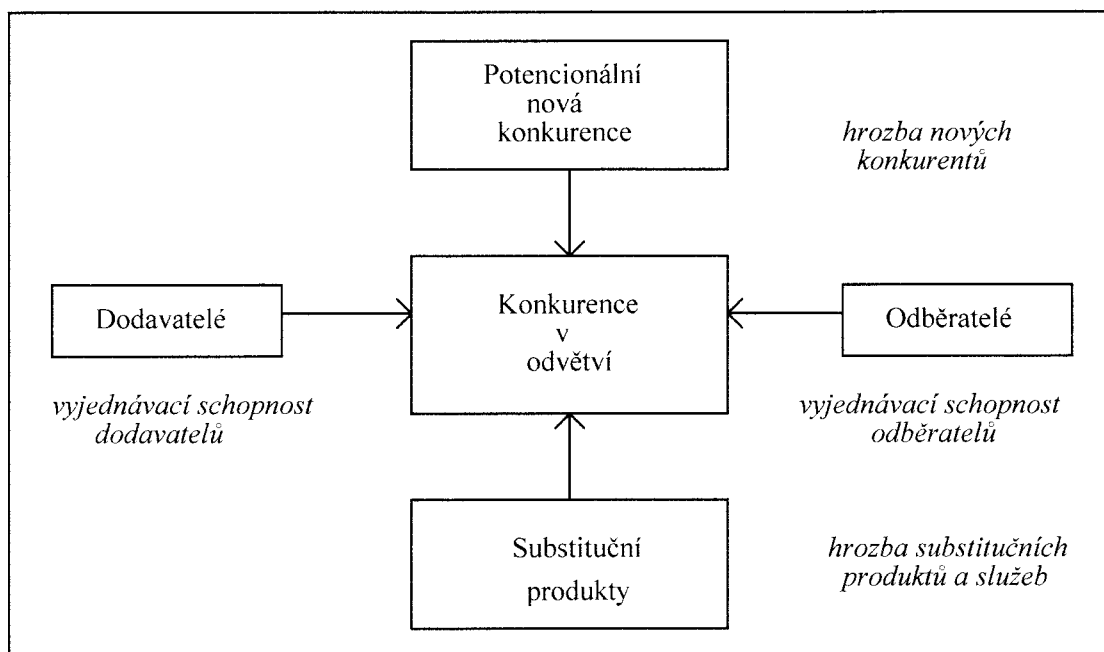 Potencionální
nová
konkurence
hrozba nových
konkurentů
Dodavatelé
Konkurence
v
odvětví
Odběratelé
vyjednávací schopnost
dodavatelů
vyjednávací schopnost
odběratelů
Substituční
produkty
hrozba substitučních
produktů a služeb